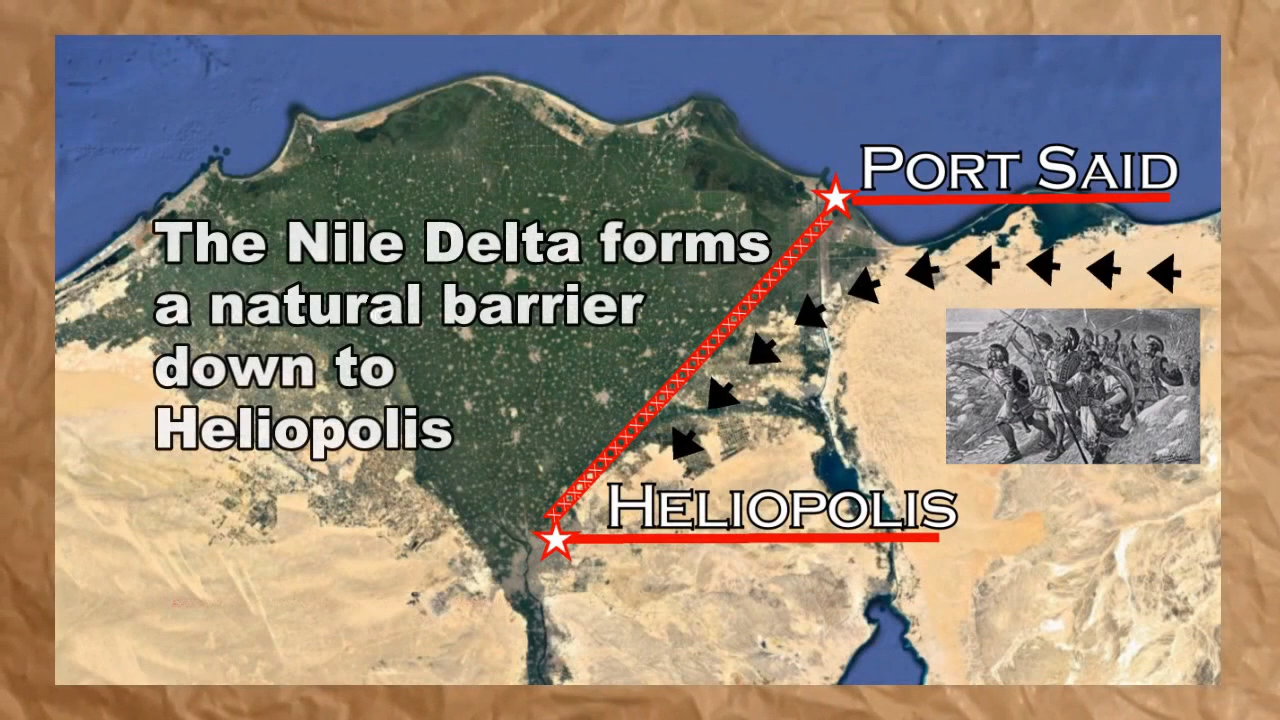 PORT SAID
The Nile Delta forms
a natural barrier
down to
Heliopolis
HELIOPOLIS